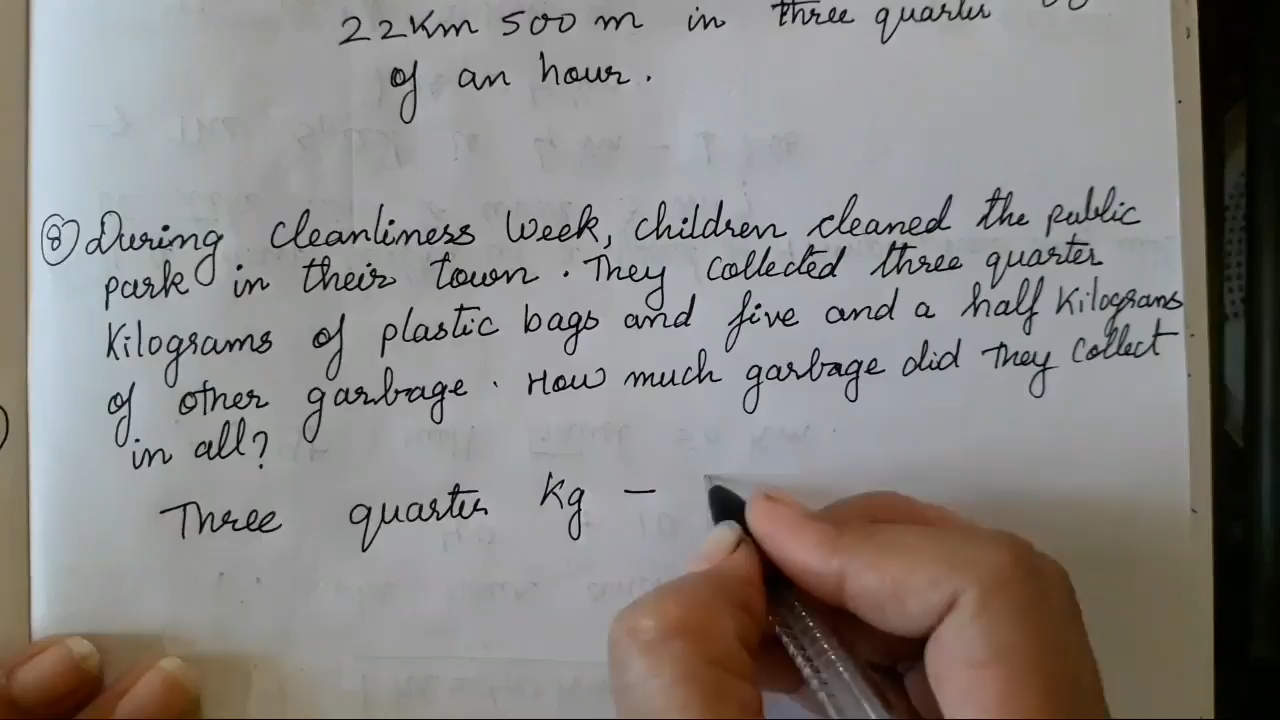 22Km 500 m in three quarter
of an hour.
⑧ During cleanliness week, children cleaned the public
park in their town. They collected three quarter
Kilograms of plastic bags and five and a half Kilograms
of other garbage. How much garbage did they collect
in all?
Three quarter kg –